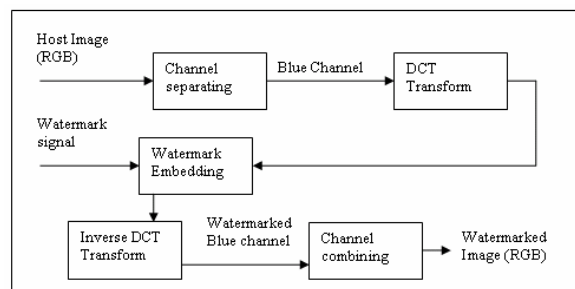 Host Image
(RGB)
Channel
separating
Blue Channel
DCT
Transform
Watermark
signal
Watermark
Embedding
Inverse DCT
Transform
Watermarked
Blue channel
Channel
combining
Watermarked
Image (RGB)